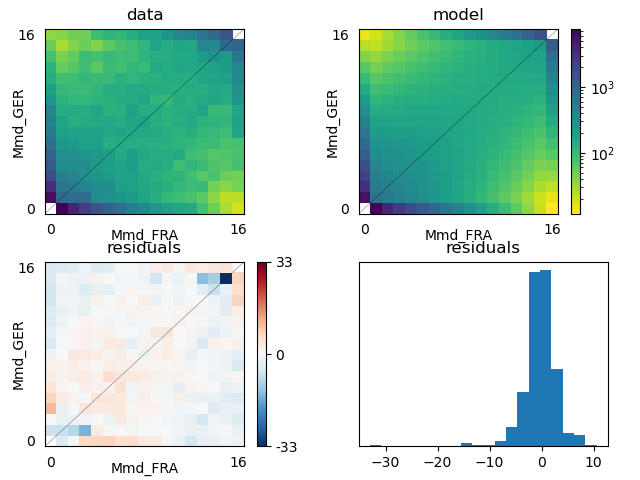 data
model
16
Mmd_GER
0
0
Mmd_FRA
16
16
Mmd_GER
0
0
Mmd_FRA
16
10³
10²
residuals
residuals
16
Mmd_GER
0
0
Mmd_FRA
16
33
0
-33
−30
−20
−10
0
10